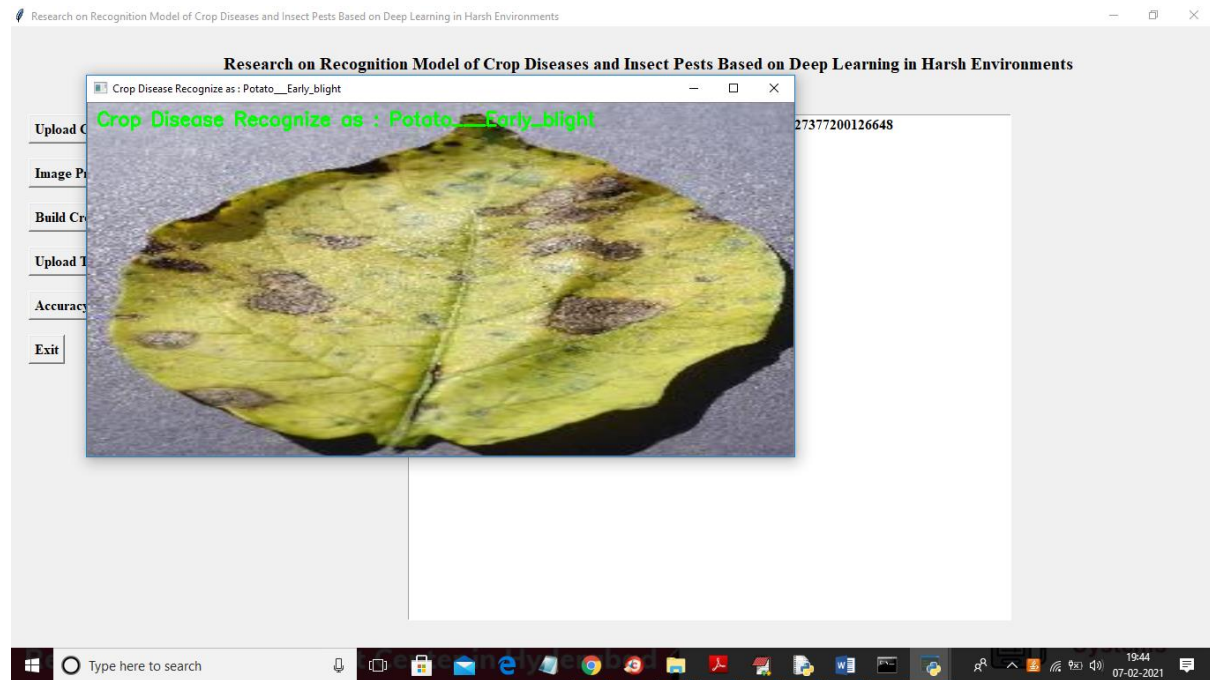 Research on Recognition Model of Crop Diseases and Insect Pests Based on Deep Learning in Harsh Environments
Research on Recognition Model of Crop Diseases and Insect Pests Based on Deep Learning in Harsh Environments
Crop Disease Recognize as : Potato___Early_blight
Crop Disease Recognize as : Potato___Early_blight
Upload C
27377200126648
Image Pr
Build Cro
Upload T
Accuracy
Exit
Type here to search
19:44
07-02-2021